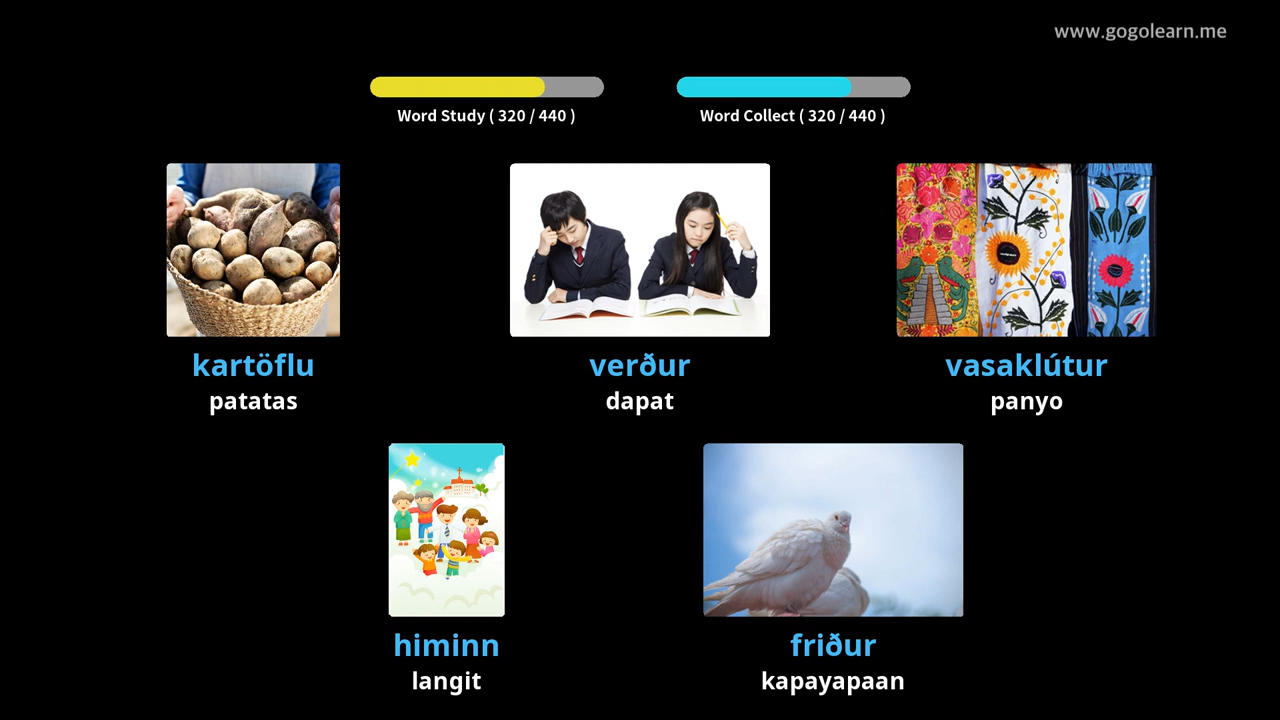 www.gogolearn.me
Word Study ( 320 / 440 )
Word Collect ( 320 / 440 )
kartöflu
patatas
verður
dapat
vasaklútur
panyo
himinn
langit
friður
kapayapaan